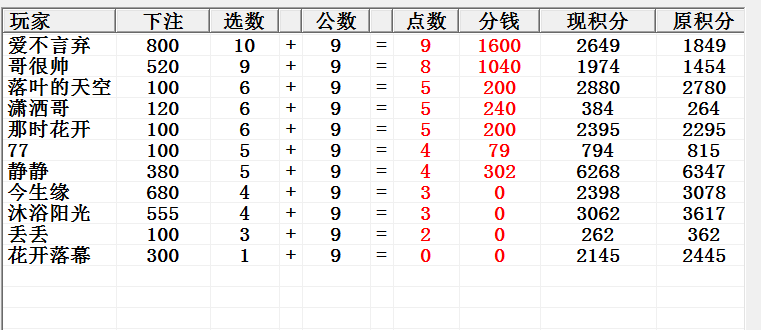 玩家 下注 选数 公数 点数 分钱 现积分 原积分
爱不言弃 800 10 + 9 = 9 1600 2649 1849
哥很帅 520 9 + 9 = 8 1040 1974 1454
落叶的天空 100 6 + 9 = 5 200 2880 2780
潇洒哥 120 6 + 9 = 5 240 384 264
那时花开 100 6 + 9 = 5 200 2395 2295
77 100 5 + 9 = 4 79 794 815
静静 380 5 + 9 = 4 302 6268 6347
今生缘 680 4 + 9 = 3 0 2398 3078
沐浴阳光 555 4 + 9 = 3 0 3062 3617
丢丢 100 3 + 9 = 2 0 262 362
花开落幕 300 1 + 9 = 0 0 2145 2445